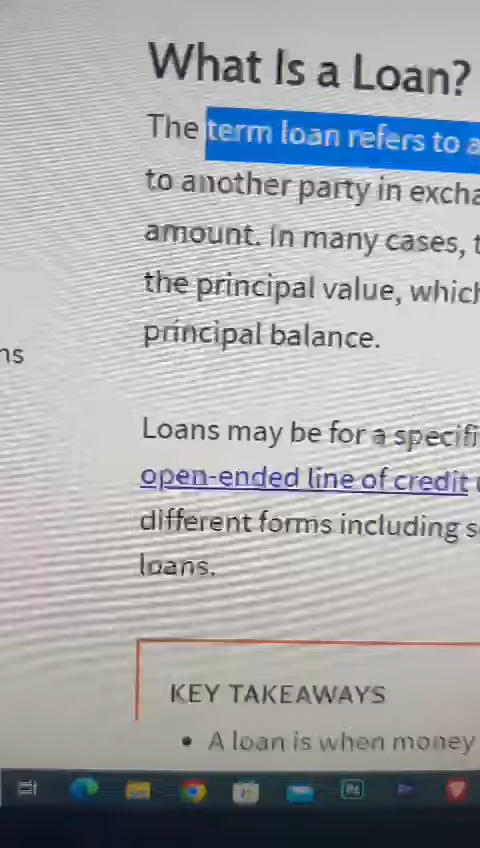 What Is a Loan?
The term loan refers to a
to another party in excha
amount. In many cases, t
the principal value, which
principal balance.
ns
Loans may be for a specifi
open-ended line of credit
different forms including s
loans.
KEY TAKEAWAYS
• A loan is when money